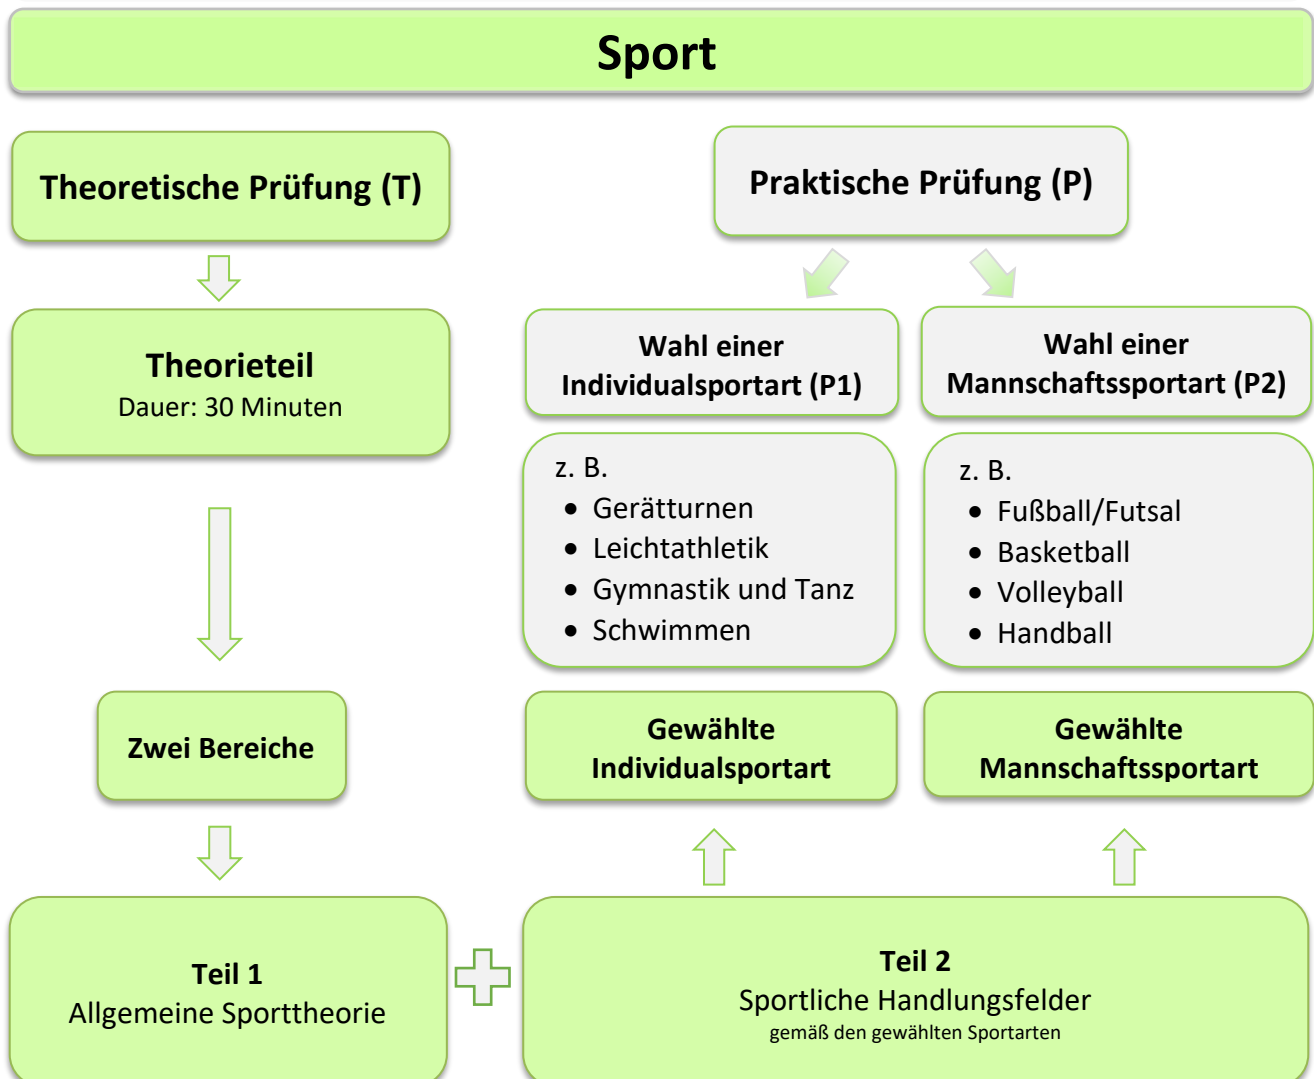 Sport
Theoretische Prüfung (T)
Praktische Prüfung (P)
Theorieteil
Dauer: 30 Minuten
Wahl einer
Individualsportart (P1)
Wahl einer
Mannschaftssportart (P2)
z. B.
• Gerätturnen
• Leichtathletik
• Gymnastik und Tanz
• Schwimmen
z. B.
• Fußball/Futsal
• Basketball
• Volleyball
• Handball
Zwei Bereiche
Gewählte
Individualsportart
Gewählte
Mannschaftssportart
Teil 1
Allgemeine Sporttheorie
Teil 2
Sportliche Handlungsfelder
gemäß den gewählten Sportarten